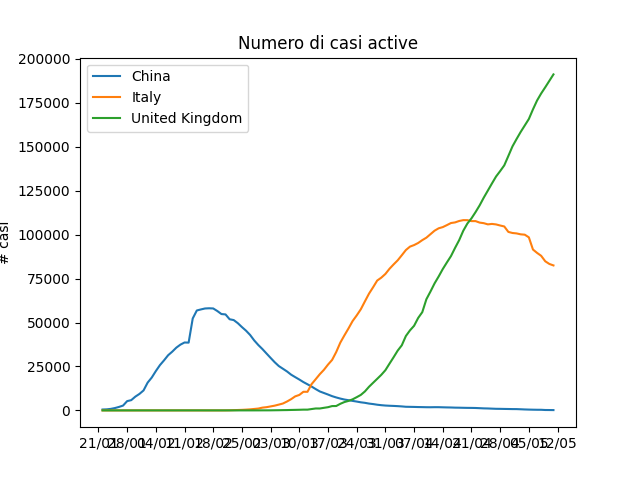 Numero di casi active
China
Italy
United Kingdom
# casi
200000
175000
150000
125000
100000
75000
50000
25000
0
21/01 28/01 04/02 11/02 18/02 25/02 03/03 10/03 17/03 24/03 31/03 07/04 14/04 21/04 28/04 05/05 12/05